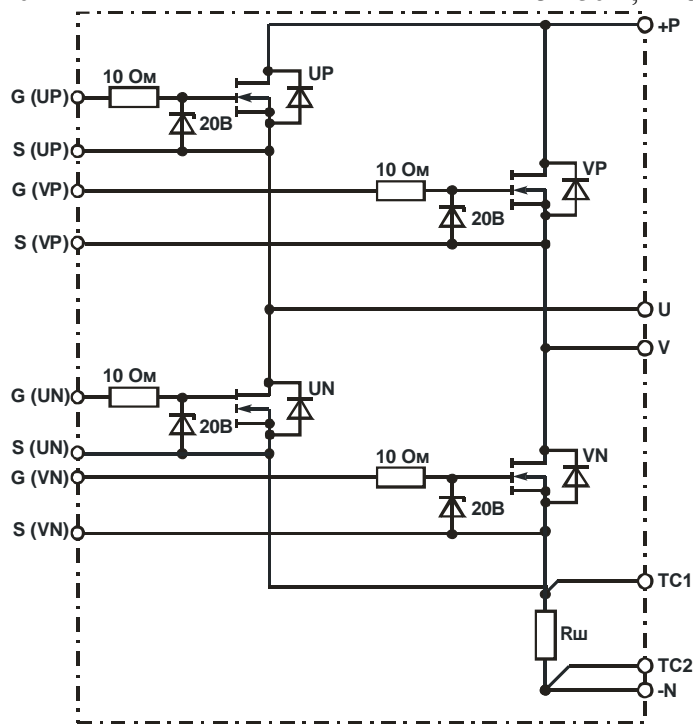 +P
10 Ом
UP
G (UP)
20В
S (UP)
10 Ом
VP
G (VP)
20В
S (VP)
U
V
10 Ом
UN
G (UN)
20В
S (UN)
10 Ом
VN
G (VN)
20В
S (VN)
TC1
Rш
TC2
-N